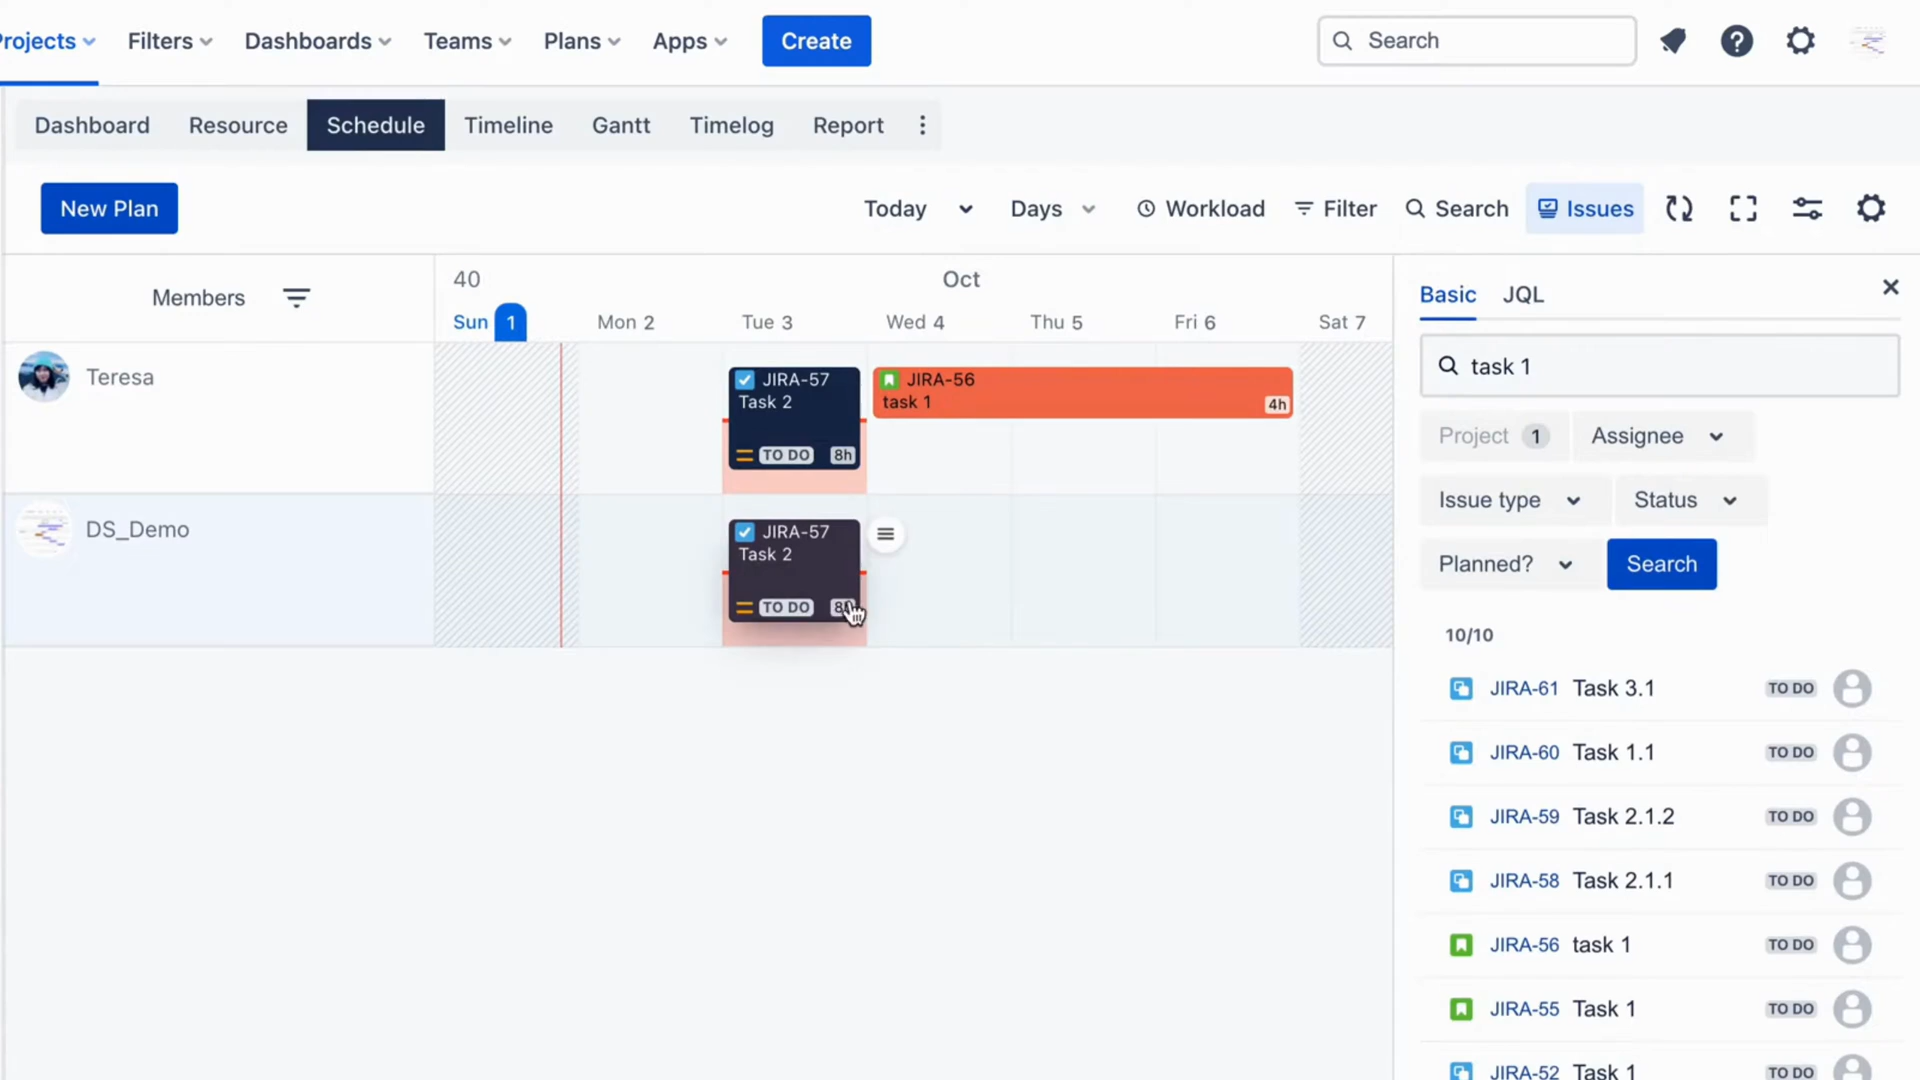 Projects Filters Dashboards Teams Plans Apps Create Search
Dashboard Resource Schedule Timeline Gantt Timelog Report
New Plan Today Days Workload Filter Search Issues
Members
40 Oct
Sun 1 Mon 2 Tue 3 Wed 4 Thu 5 Fri 6 Sat 7
Teresa
JIRA-57
Task 2
TO DO 8h
JIRA-56
task 1
4h
DS_Demo
JIRA-57
Task 2
TO DO
Basic JQL
task 1
Project 1 Assignee
Issue type Status
Planned? Search
10/10
JIRA-61 Task 3.1 TO DO
JIRA-60 Task 1.1 TO DO
JIRA-59 Task 2.1.2 TO DO
JIRA-58 Task 2.1.1 TO DO
JIRA-56 task 1 TO DO
JIRA-55 Task 1 TO DO
JIRA-52 Task 1 TO DO